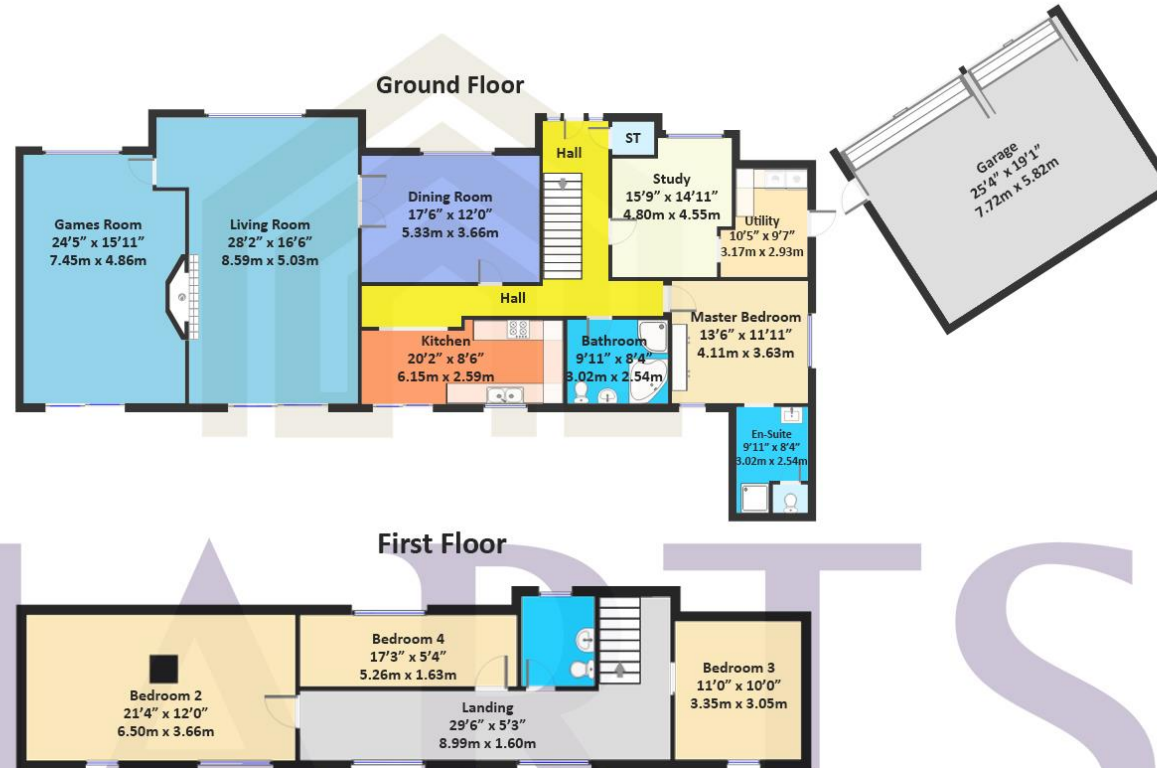 Ground Floor
Hall
ST
Study
15'9" x 14'11"
4.80m x 4.55m
Garage
25'4" x 19'1"
7.72m x 5.82m
Games Room
24'5" x 15'11"
7.45m x 4.86m
Living Room
28'2" x 16'6"
8.59m x 5.03m
Dining Room
17'6" x 12'0"
5.33m x 3.66m
Utility
10'5" x 9'7"
3.17m x 2.93m
Hall
Kitchen
20'2" x 8'6"
6.15m x 2.59m
Bathroom
9'11" x 8'4"
3.02m x 2.54m
Master Bedroom
13'6" x 11'11"
4.11m x 3.63m
En-Suite
9'11" x 8'4"
3.02m x 2.54m
First Floor
Bedroom 2
21'4" x 12'0"
6.50m x 3.66m
Bedroom 4
17'3" x 5'4"
5.26m x 1.63m
Landing
29'6" x 5'3"
8.99m x 1.60m
Bedroom 3
11'0" x 10'0"
3.35m x 3.05m
ARTS